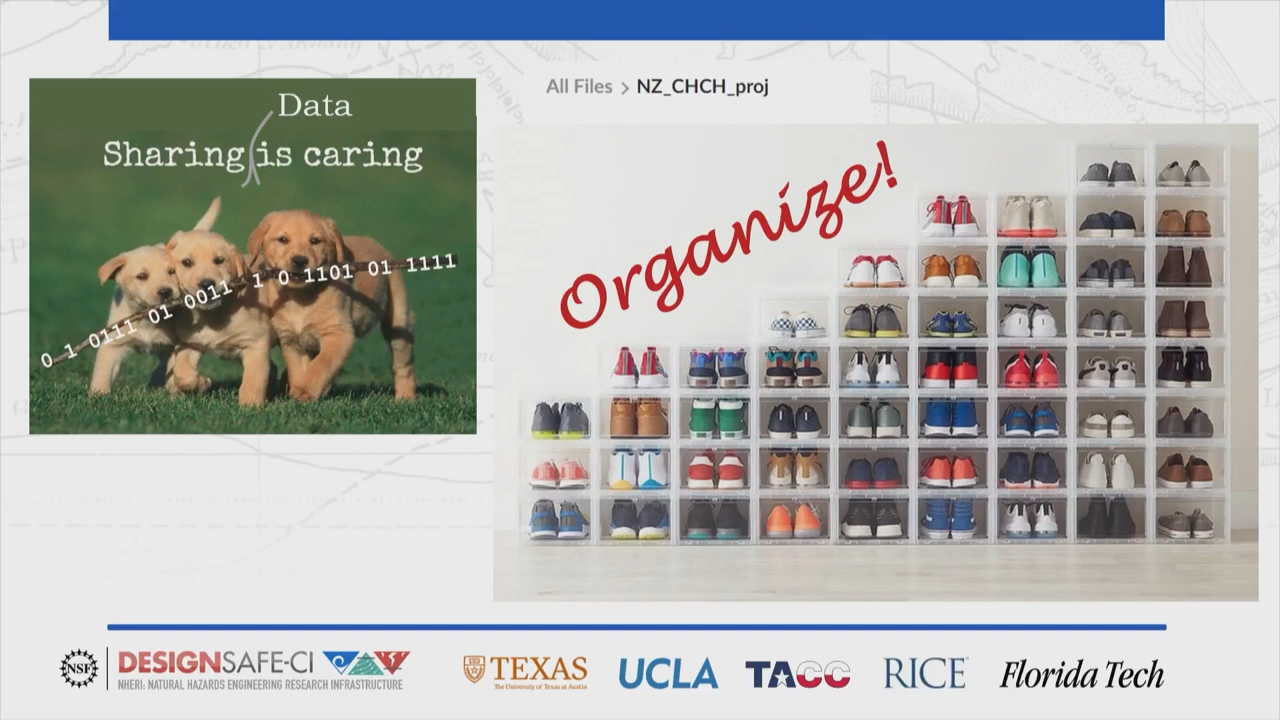 Data
Sharing is caring
0 1 0111 01 0011 1 0 1101 01 1111
All Files > NZ_CHCH_proj
Organize!
NSF
DESIGNSAFE-CI
NHERI: NATURAL HAZARDS ENGINEERING RESEARCH INFRASTRUCTURE
TEXAS
The University of Texas at Austin
UCLA
TACC
RICE
Florida Tech